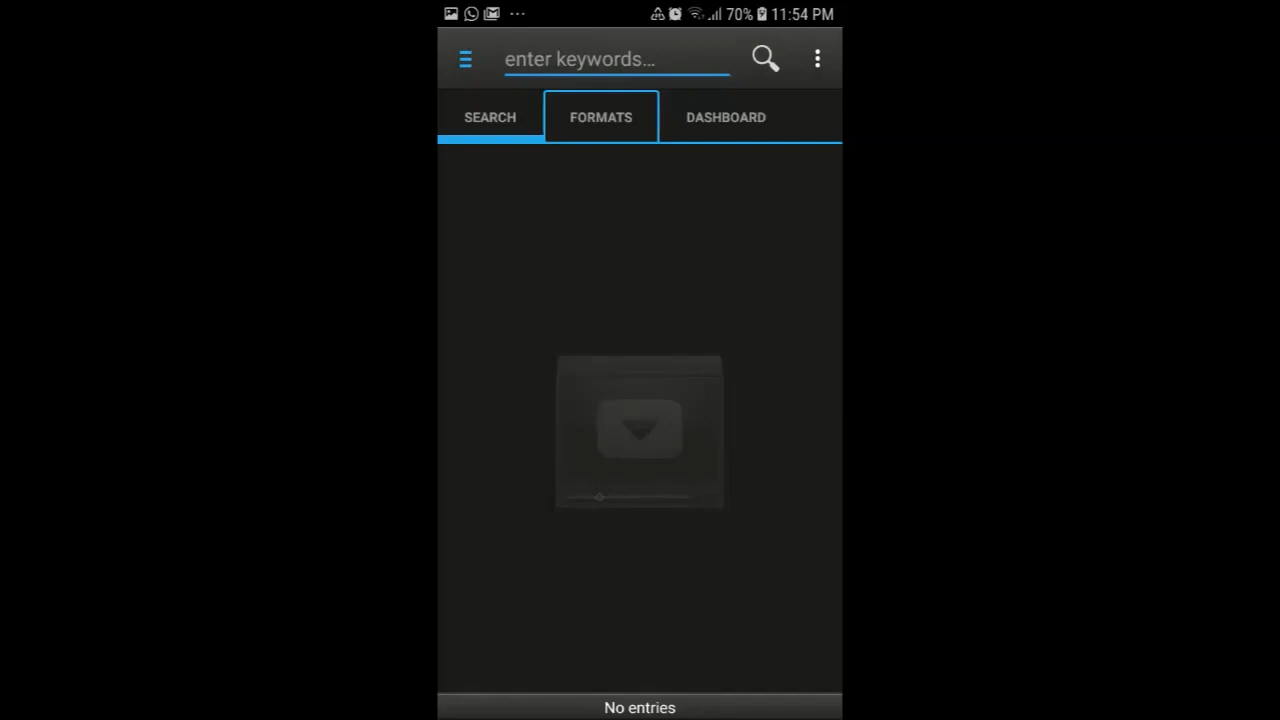 70% 11:54 PM
enter keywords...
SEARCH FORMATS DASHBOARD
No entries